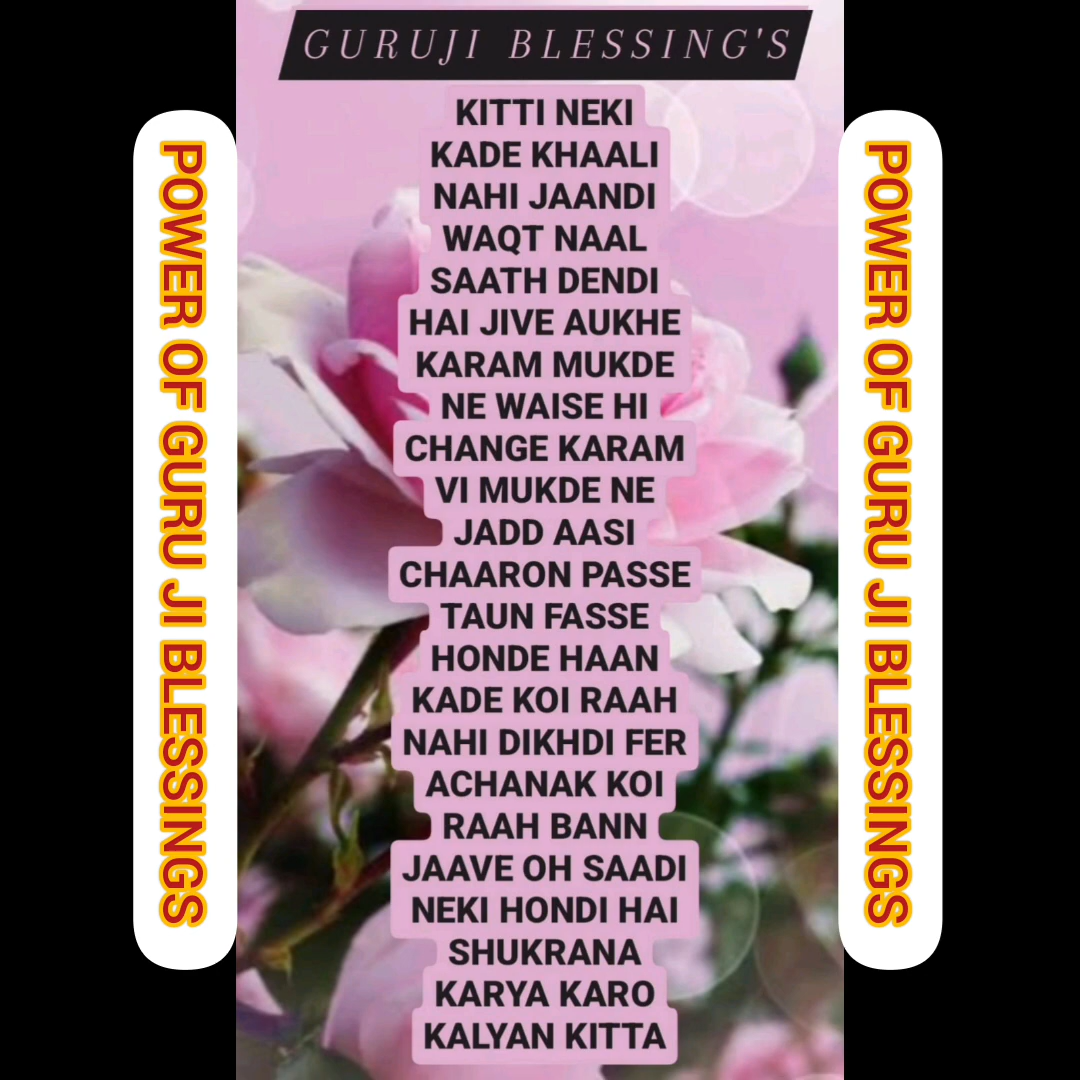 GURUJI BLESSING'S
KITTI NEKI
KADE KHAALI
NAHI JAANDI
WAQT NAAL
SAATH DENDI
HAI JIVE AUKHE
KARAM MUKDE
NE WAISE HI
CHANGE KARAM
VI MUKDE NE
JADD AASI
CHAARON PASSE
TAUN FASSE
HONDE HAAN
KADE KOI RAAH
NAHI DIKHDI FER
ACHANAK KOI
RAAH BANN
JAAVE OH SAADI
NEKI HONDI HAI
SHUKRANA
KARYA KARO
KALYAN KITTA
POWER OF GURU JI BLESSINGS
POWER OF GURU JI BLESSINGS